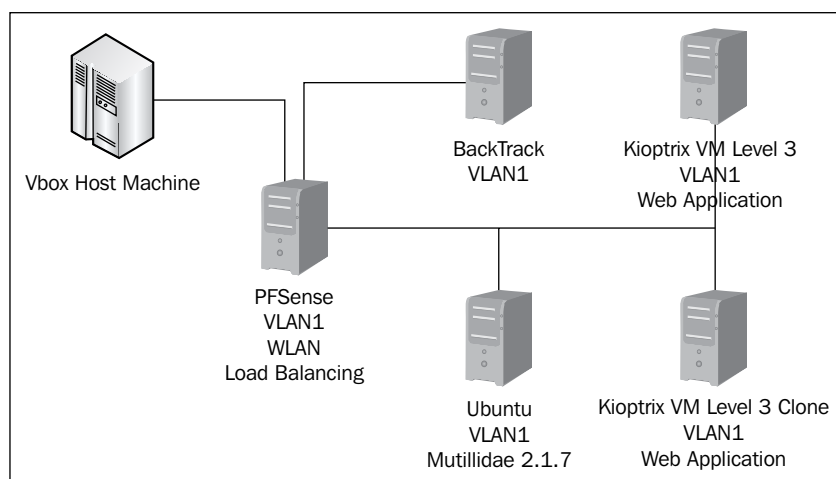 Vbox Host Machine
BackTrack
VLAN1
Kioptrix VM Level 3
VLAN1
Web Application
PFSense
VLAN1
WLAN
Load Balancing
Ubuntu
VLAN1
Mutillidae 2.1.7
Kioptrix VM Level 3 Clone
VLAN1
Web Application